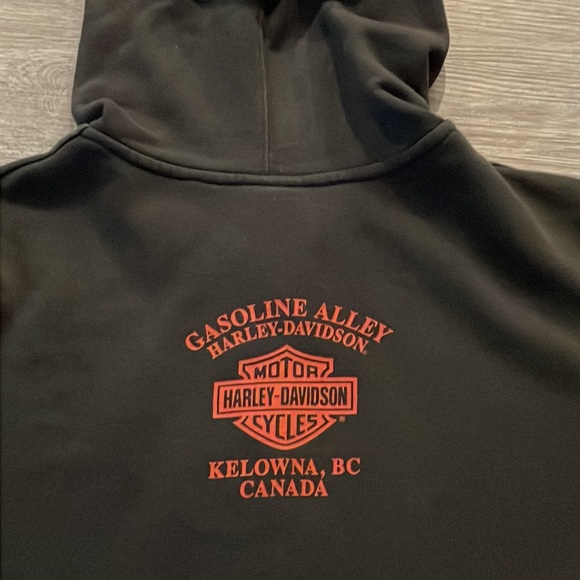 GASOLINE ALLEY
HARLEY-DAVIDSON®
MOTOR
HARLEY-DAVIDSON
CYCLES®
KELOWNA, BC
CANADA